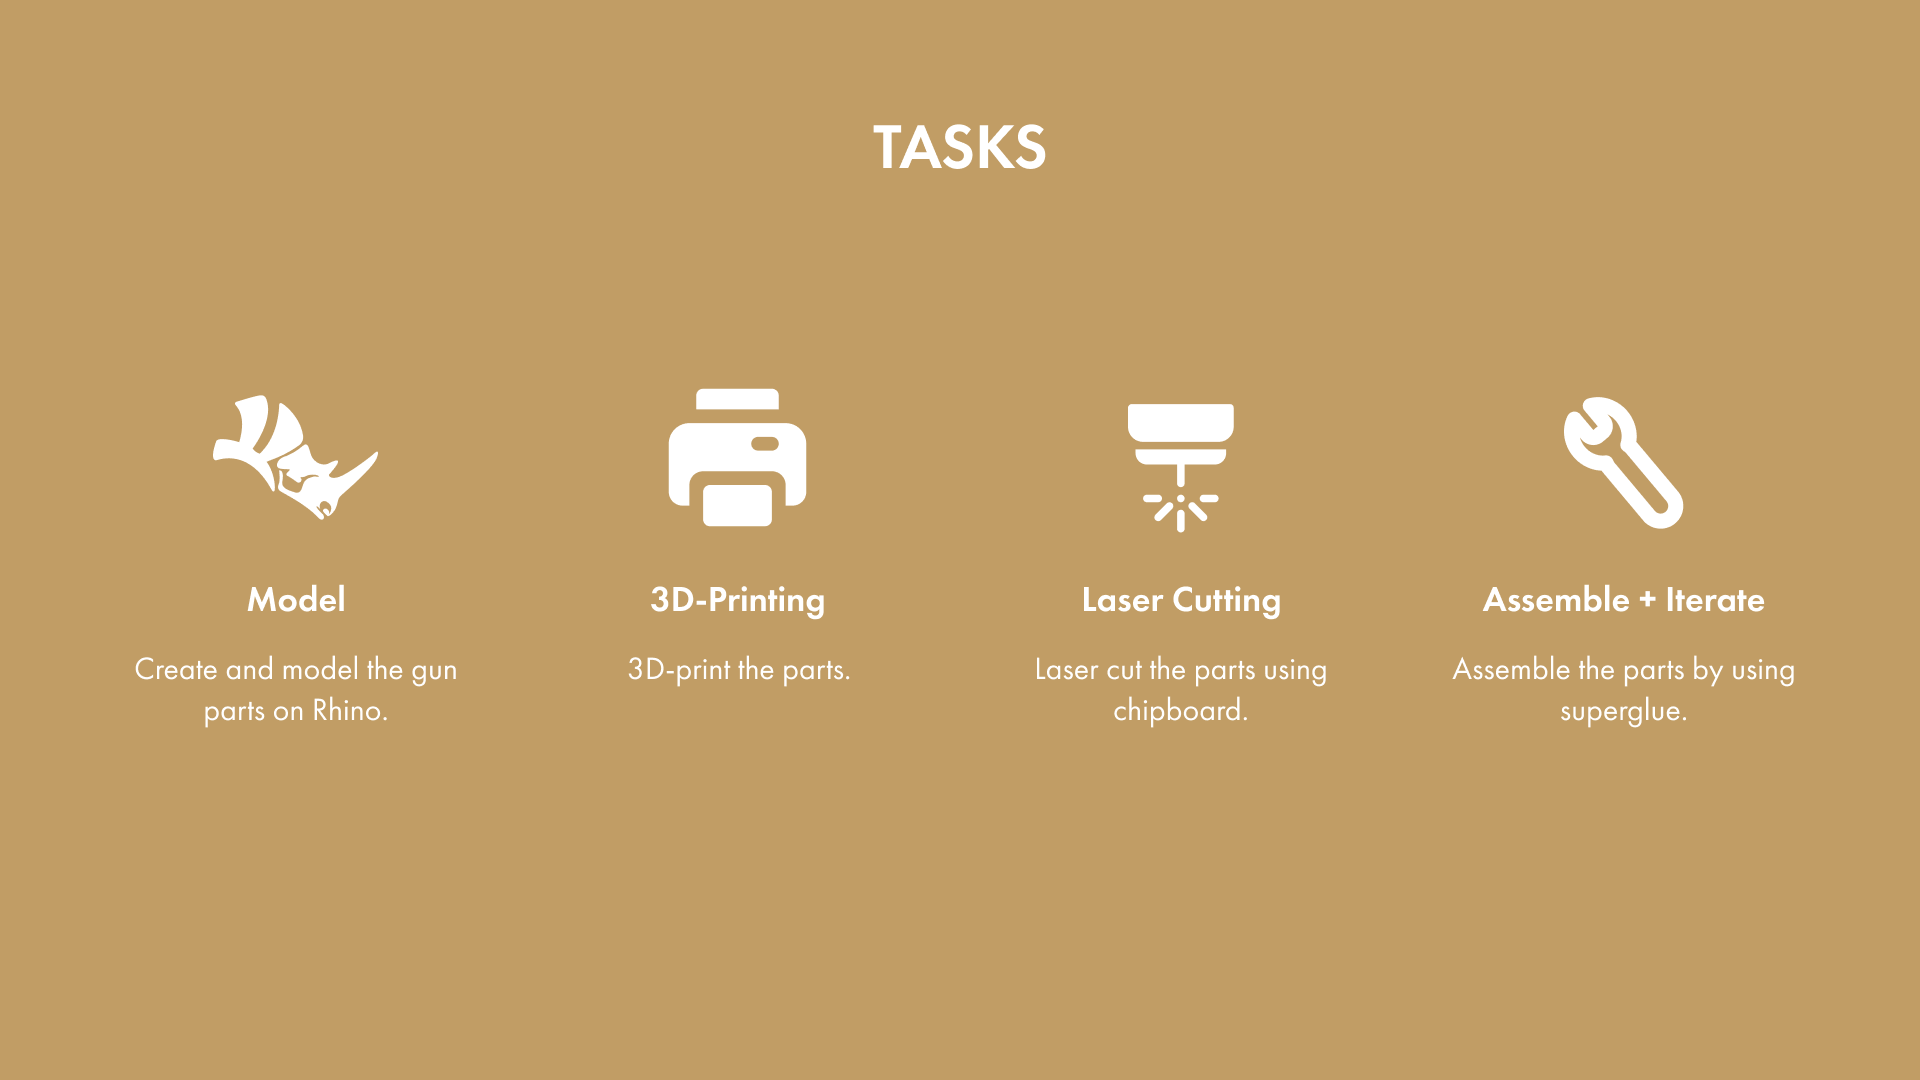 TASKS
Model
Create and model the gun
parts on Rhino.
3D-Printing
3D-print the parts.
Laser Cutting
Laser cut the parts using
chipboard.
Assemble + Iterate
Assemble the parts by using
superglue.